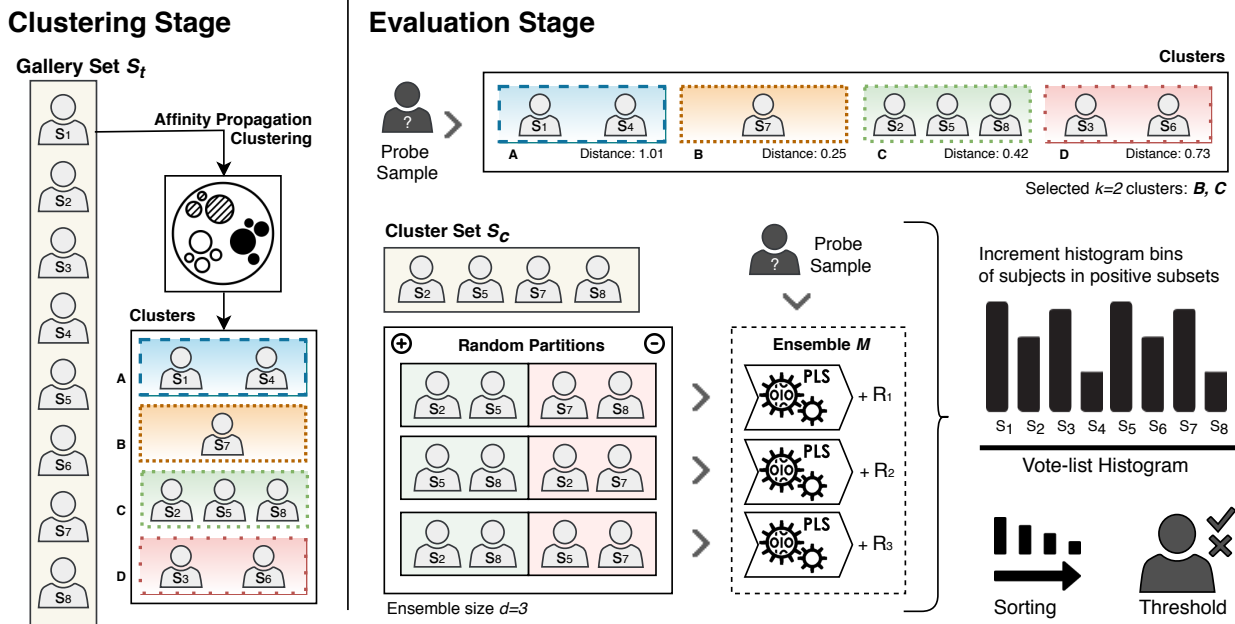 Clustering Stage
Gallery Set St
S1
S2
S3
S4
S5
S6
S7
S8
Affinity Propagation
Clustering
Clusters
A
S1 S4
B
S7
C
S2 S5 S8
D
S3 S6
Evaluation Stage
?
Probe
Sample
Clusters
S1 S4
A Distance: 1.01
S7
B Distance: 0.25
S2 S5 S8
C Distance: 0.42
S3 S6
D Distance: 0.73
Selected k=2 clusters: B, C
Cluster Set Sc
S2 S5 S7 S8
?
Probe
Sample
+ Random Partitions −
S2 S5 S7 S8
S5 S8 S2 S7
S2 S8 S5 S7
Ensemble size d=3
Ensemble M
PLS
OIO
+ R1
PLS
OIO
+ R2
PLS
OIO
+ R3
Increment histogram bins
of subjects in positive subsets
S1 S2 S3 S4 S5 S6 S7 S8
Vote-list Histogram
Sorting
Threshold